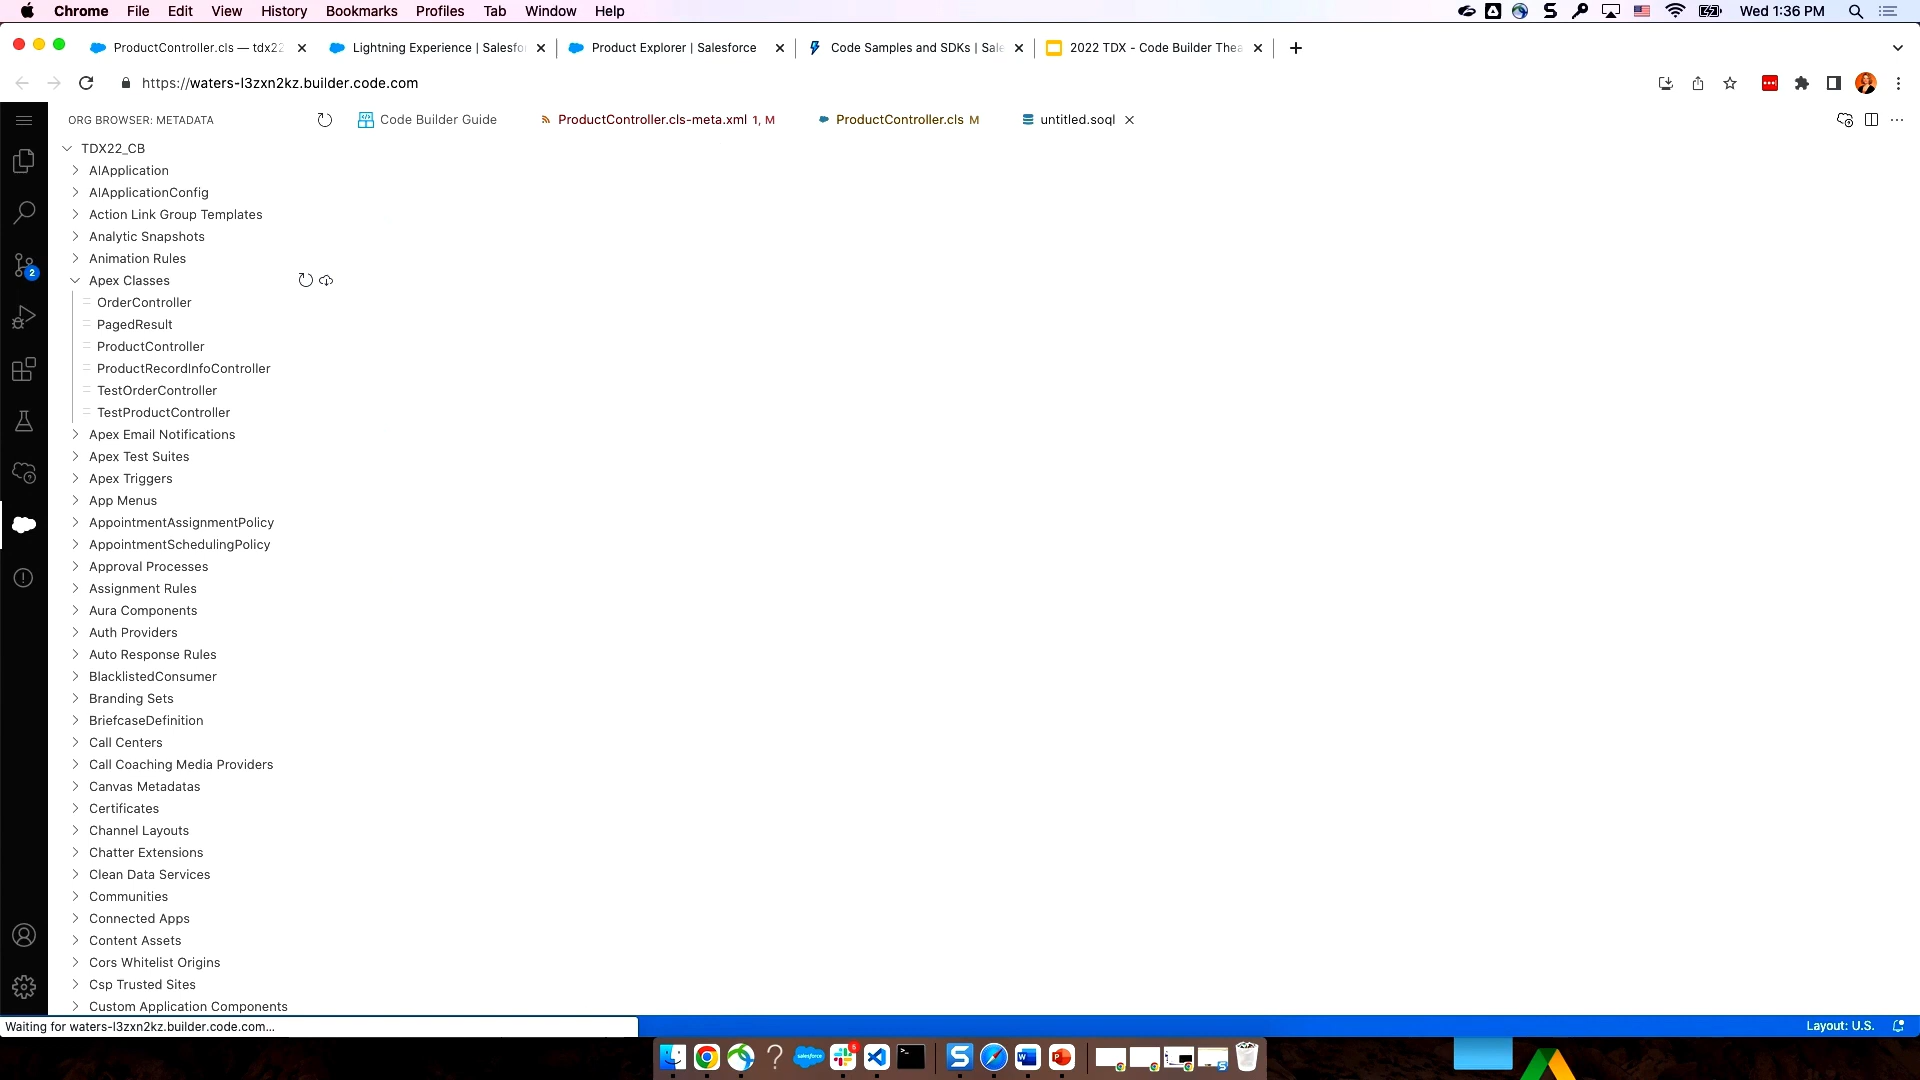 Chrome File Edit View History Bookmarks Profiles Tab Window Help Wed 1:36 PM
ProductController.cls — tdx22 Lightning Experience | Salesfo Product Explorer | Salesforce Code Samples and SDKs | Sale 2022 TDX - Code Builder Thea
https://waters-l3zxn2kz.builder.code.com
ORG BROWSER: METADATA Code Builder Guide ProductController.cls-meta.xml 1, M ProductController.cls M untitled.soql
TDX22_CB
AIApplication
AIApplicationConfig
Action Link Group Templates
Analytic Snapshots
Animation Rules
Apex Classes
2
OrderController
PagedResult
ProductController
ProductRecordInfoController
TestOrderController
TestProductController
Apex Email Notifications
Apex Test Suites
Apex Triggers
App Menus
AppointmentAssignmentPolicy
AppointmentSchedulingPolicy
Approval Processes
Assignment Rules
Aura Components
Auth Providers
Auto Response Rules
BlacklistedConsumer
Branding Sets
BriefcaseDefinition
Call Centers
Call Coaching Media Providers
Canvas Metadatas
Certificates
Channel Layouts
Chatter Extensions
Clean Data Services
Communities
Connected Apps
Content Assets
Cors Whitelist Origins
Csp Trusted Sites
Custom Application Components
Waiting for waters-l3zxn2kz.builder.code.com... Layout: U.S.